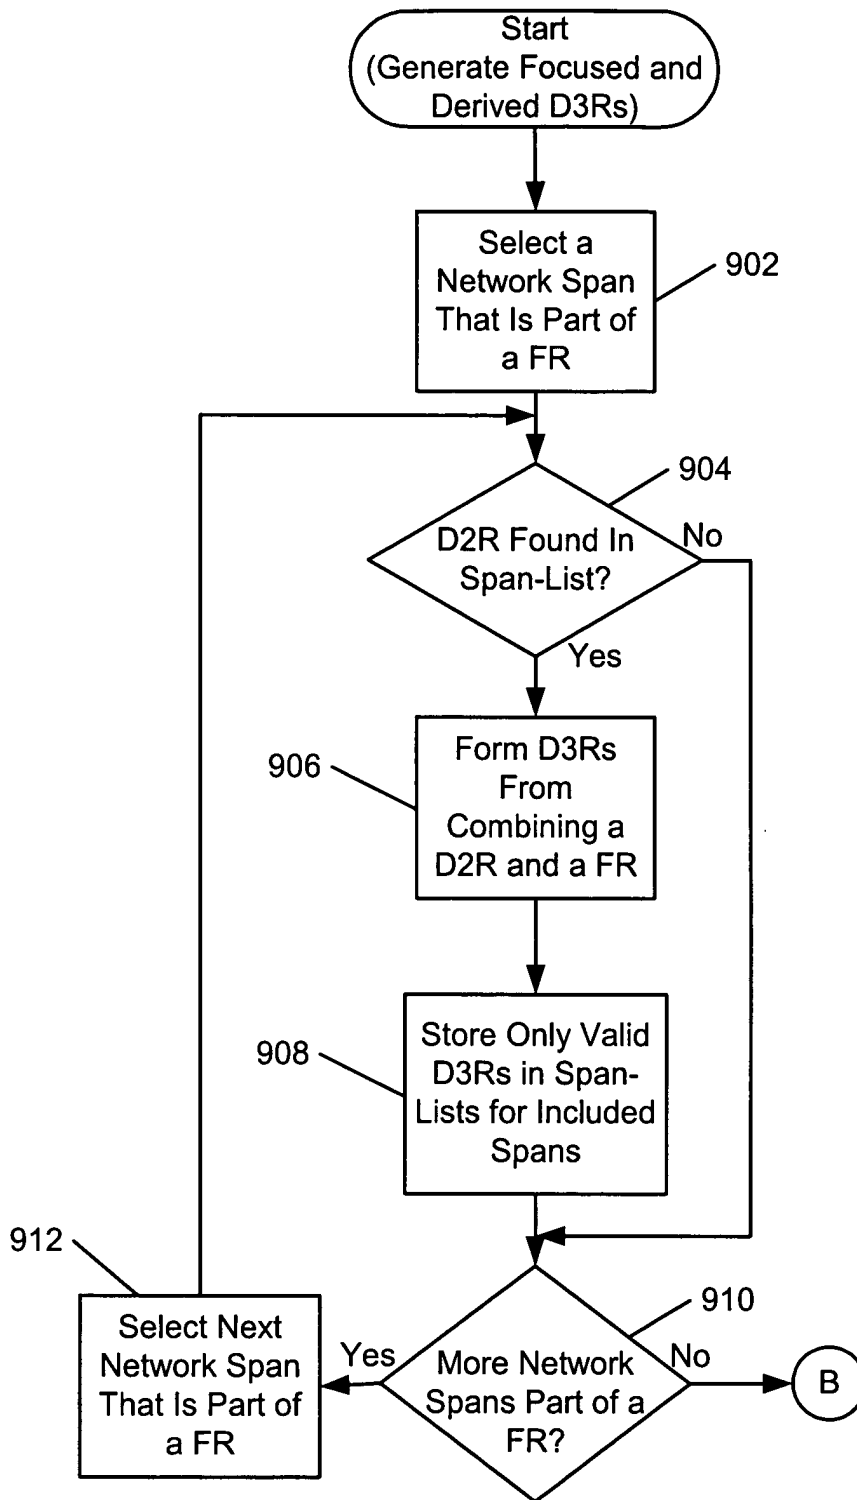 Start
(Generate Focused and
Derived D3Rs)
Select a
Network Span
That Is Part of
a FR
902
904
D2R Found In
Span-List?
No
Yes
906
Form D3Rs
From
Combining a
D2R and a FR
908
Store Only Valid
D3Rs in Span-
Lists for Included
Spans
912
910
Select Next
Network Span
That Is Part of
a FR
Yes
More Network
Spans Part of a
FR?
No
B